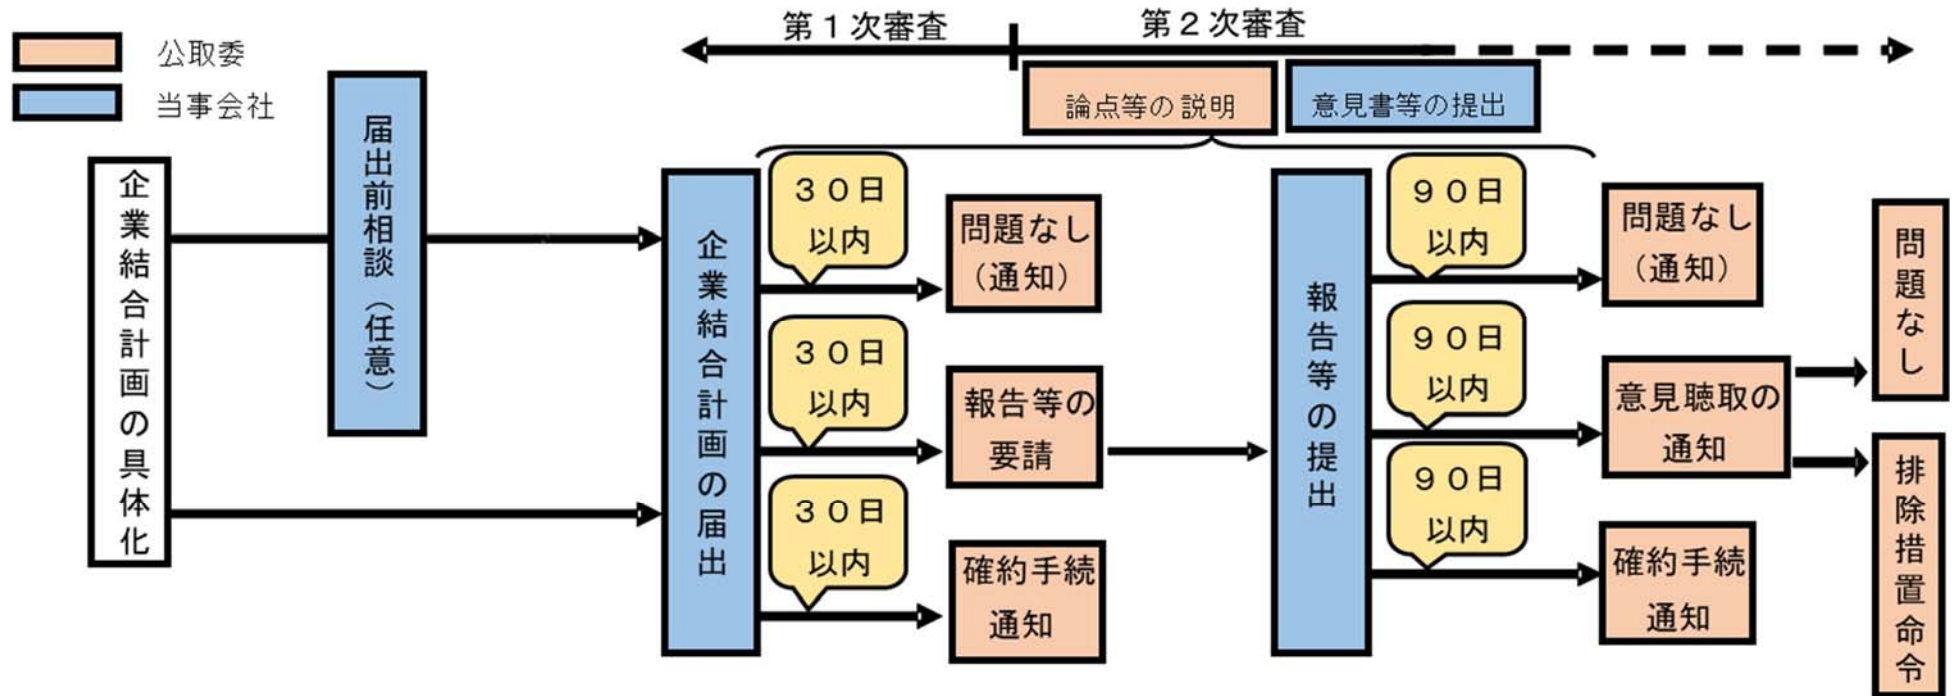 公取委
当事会社
第１次審査
第２次審査
論点等の説明
意見書等の提出
企業結合計画の具体化
届出前相談（任意）
企業結合計画の届出
３０日
以内
問題なし
（通知）
３０日
以内
報告等の
要請
３０日
以内
確約手続
通知
報告等の提出
９０日
以内
問題なし
（通知）
９０日
以内
意見聴取の
通知
９０日
以内
確約手続
通知
問題なし
排除措置命令